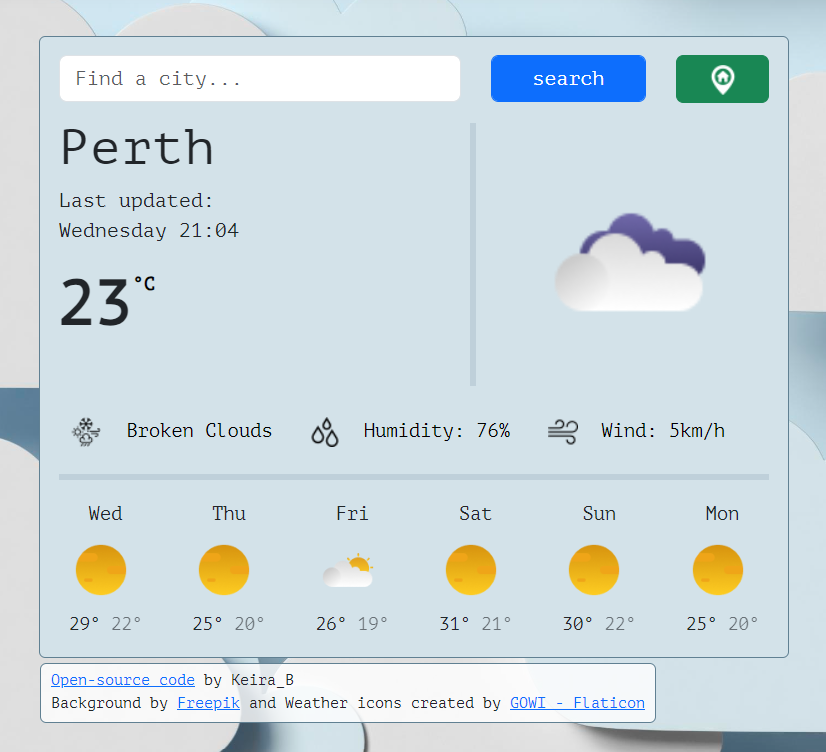 Find a city...
search
Perth
Last updated:
Wednesday 21:04
23°C
Broken Clouds
Humidity: 76%
Wind: 5km/h
Wed Thu Fri Sat Sun Mon
29° 22° 25° 20° 26° 19° 31° 21° 30° 22° 25° 20°
Open-source code by Keira_B
Background by Freepik and Weather icons created by GOWI - Flaticon